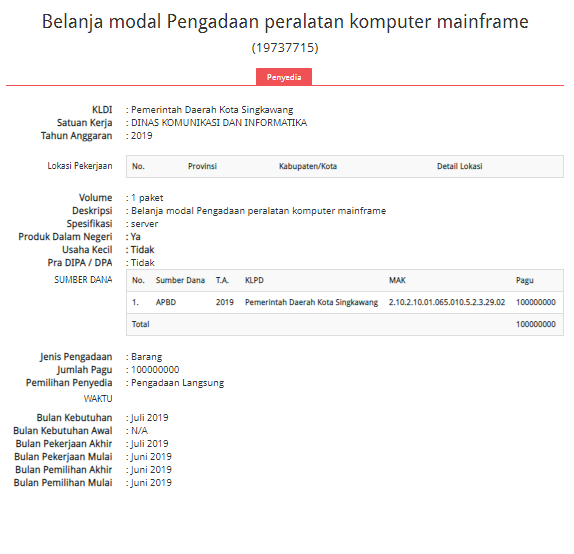 Belanja modal Pengadaan peralatan komputer mainframe
(19737715)
Penyedia
KLDI : Pemerintah Daerah Kota Singkawang
Satuan Kerja : DINAS KOMUNIKASI DAN INFORMATIKA
Tahun Anggaran : 2019
Lokasi Pekerjaan No. Provinsi Kabupaten/Kota Detail Lokasi
Volume : 1 paket
Deskripsi : Belanja modal Pengadaan peralatan komputer mainframe
Spesifikasi : server
Produk Dalam Negeri : Ya
Usaha Kecil : Tidak
Pra DIPA / DPA : Tidak
SUMBER DANA No. Sumber Dana T.A. KLPD MAK Pagu
1. APBD 2019 Pemerintah Daerah Kota Singkawang 2.10.2.10.01.065.010.5.2.3.29.02 100000000
Total 100000000
Jenis Pengadaan : Barang
Jumlah Pagu : 100000000
Pemilihan Penyedia : Pengadaan Langsung
WAKTU
Bulan Kebutuhan : Juli 2019
Bulan Kebutuhan Awal : N/A
Bulan Pekerjaan Akhir : Juli 2019
Bulan Pekerjaan Mulai : Juni 2019
Bulan Pemilihan Akhir : Juni 2019
Bulan Pemilihan Mulai : Juni 2019